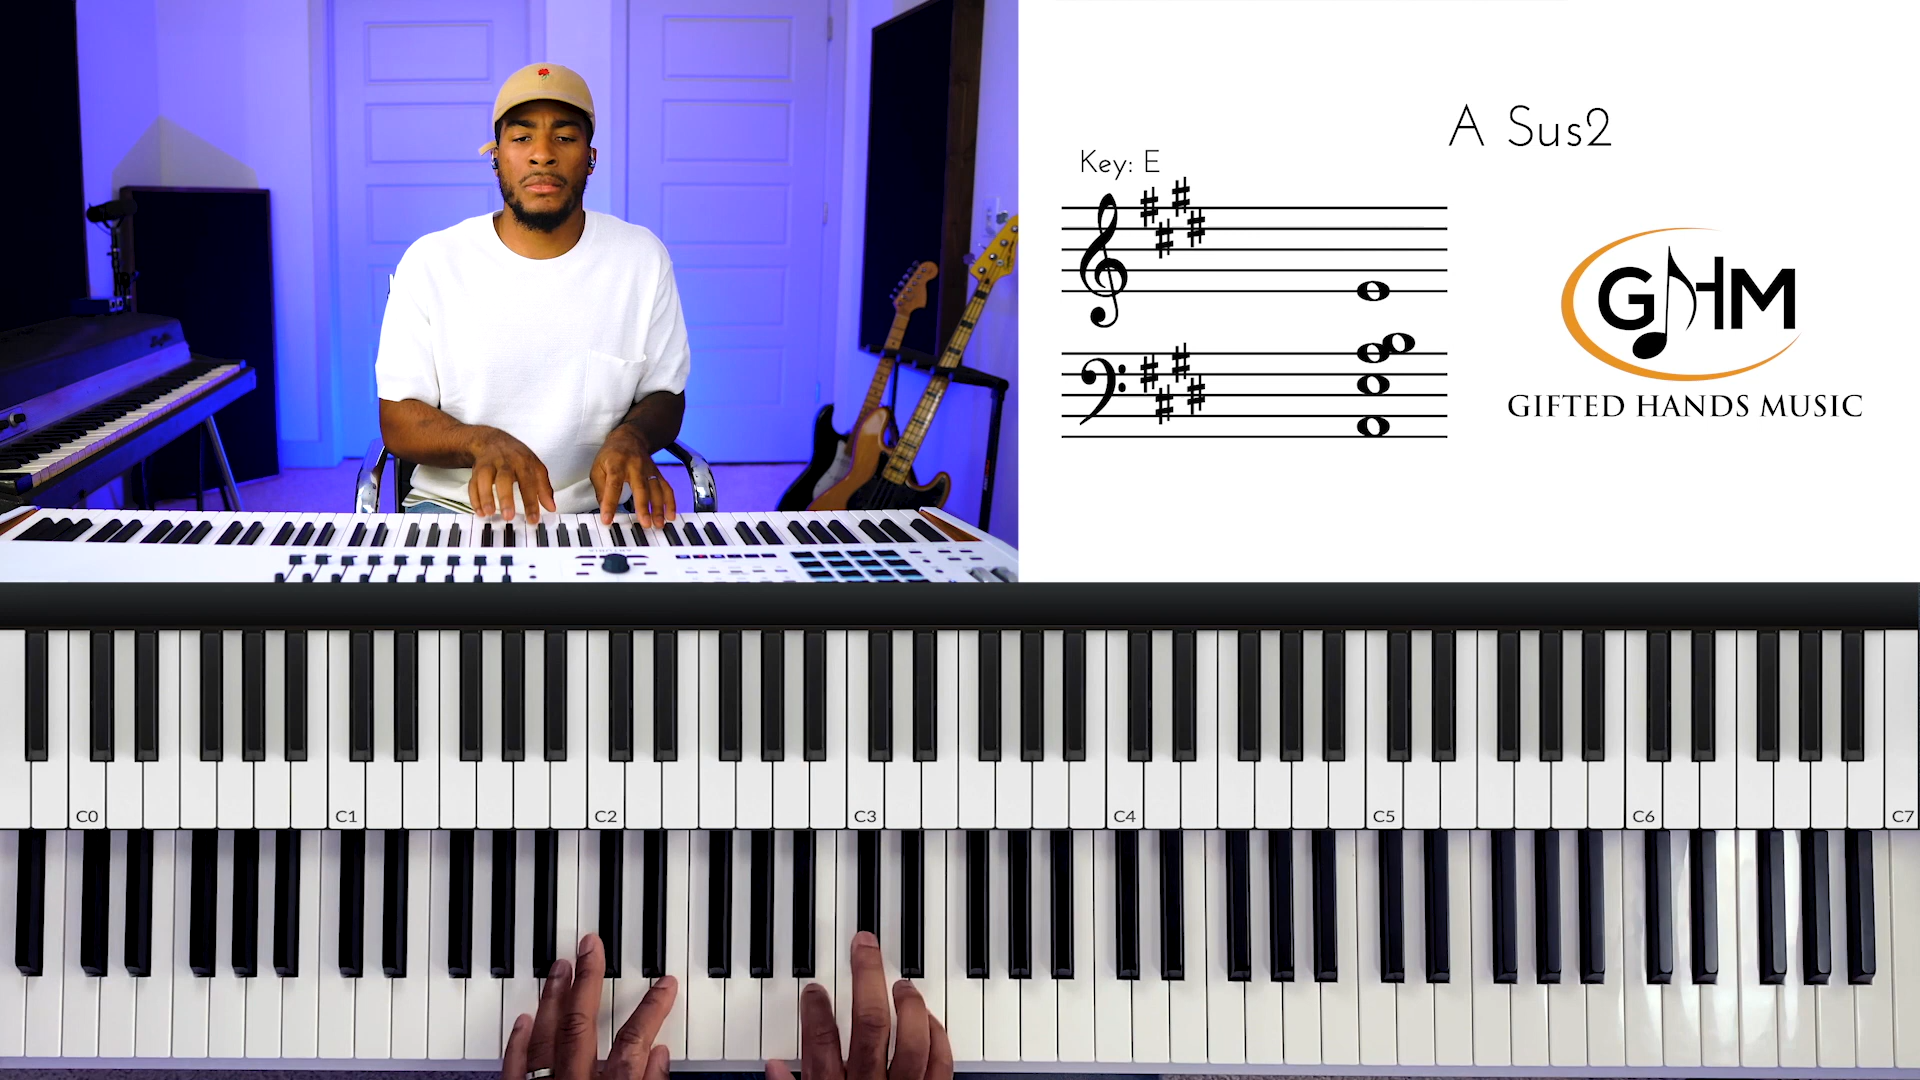 A Sus2
Key: E
GHM
GIFTED HANDS MUSIC
C0 C1 C2 C3 C4 C5 C6 C7